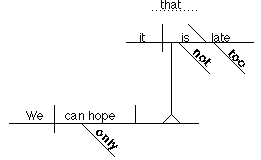 that
it is late
not too
We can hope
only